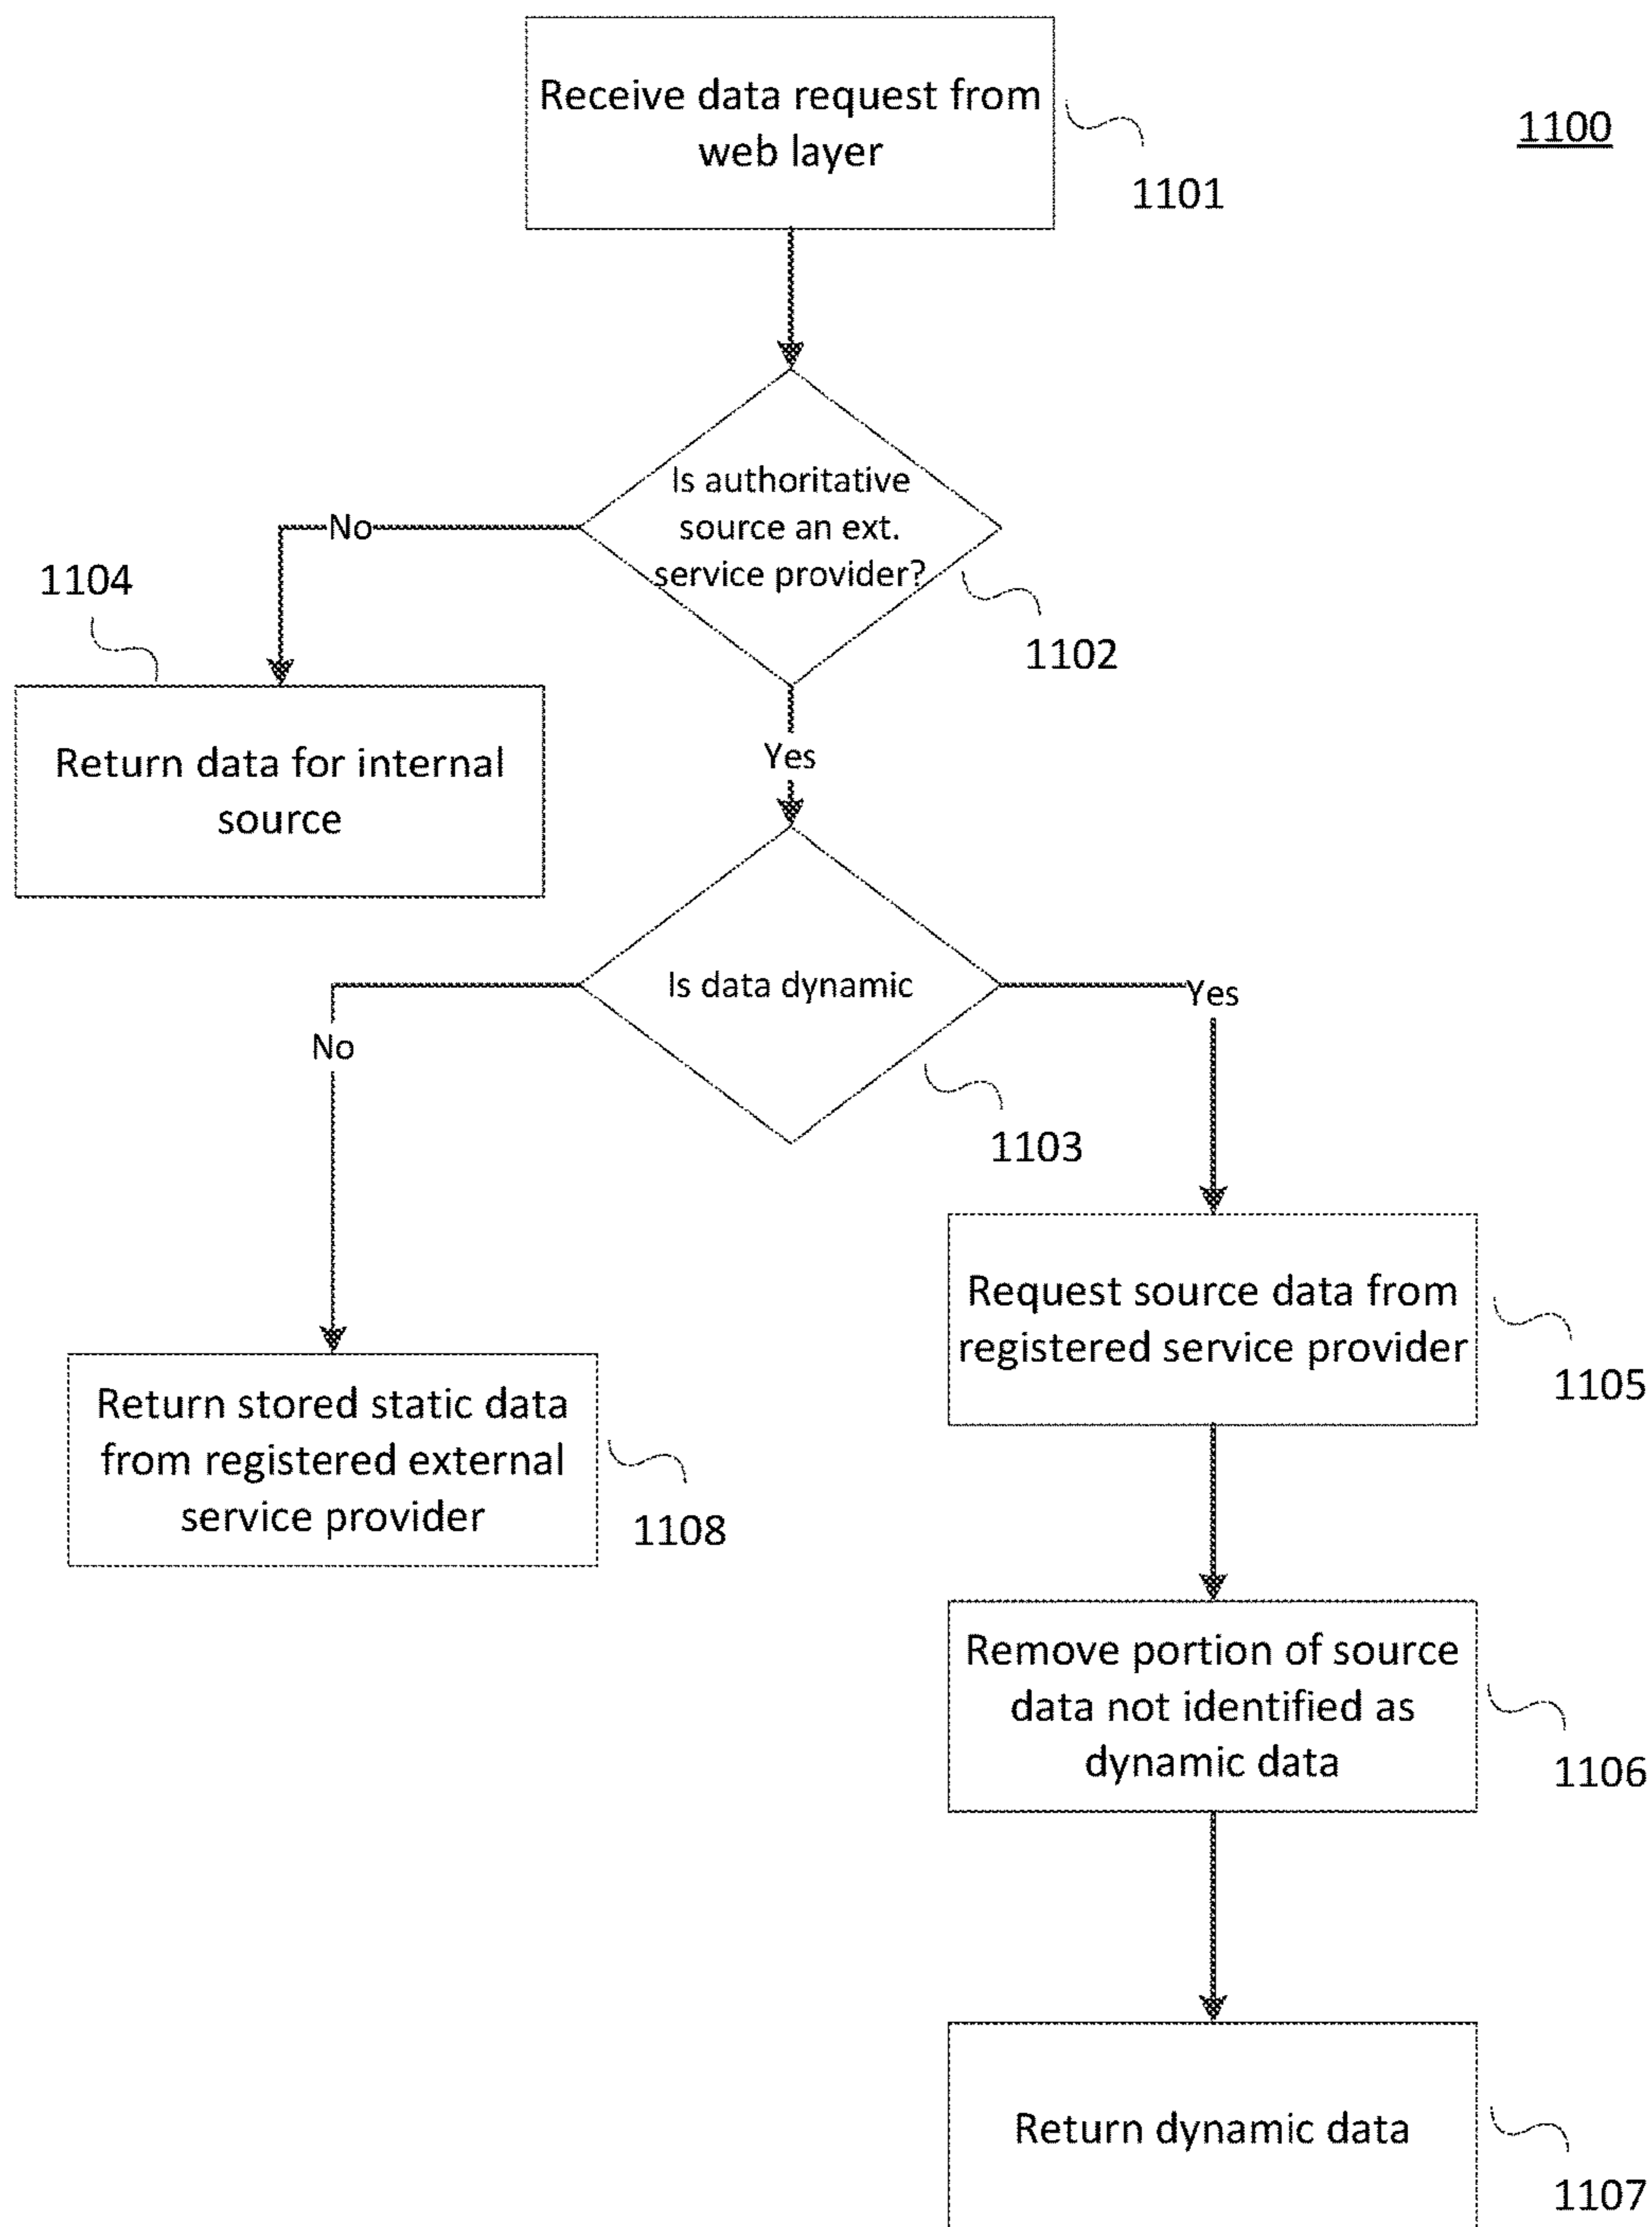 Receive data request from
web layer
1100
1101
Is authoritative
source an ext.
service provider?
No
1104
1102
Return data for internal
source
Yes
Is data dynamic
Yes
No
1103
Request source data from
registered service provider
1105
Return stored static data
from registered external
service provider
1108
Remove portion of source
data not identified as
dynamic data
1106
Return dynamic data
1107